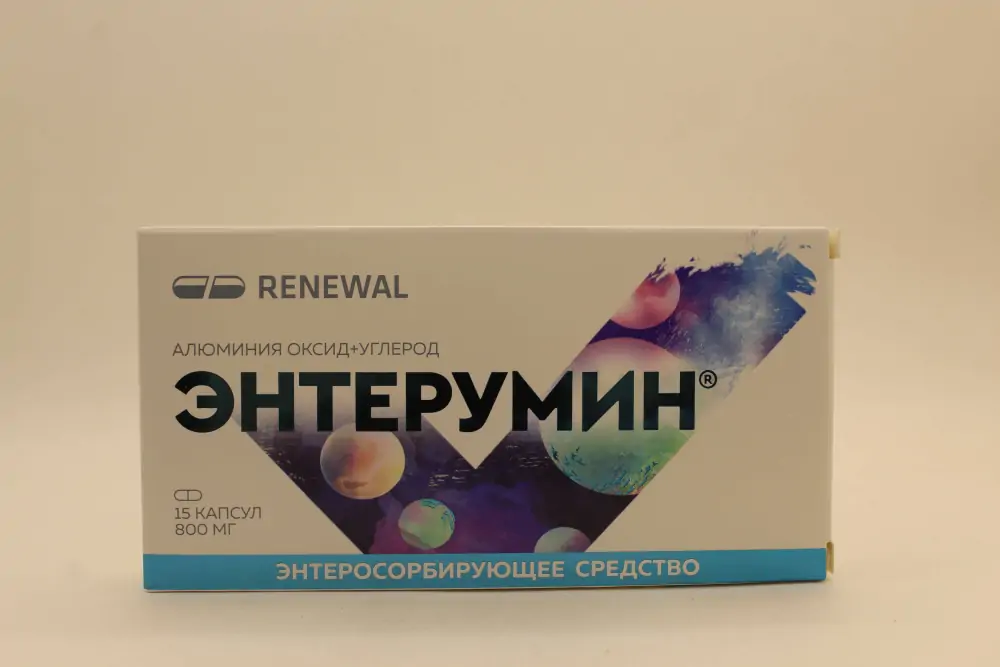 RENEWAL
АЛЮМИНИЯ ОКСИД+УГЛЕРОД
ЭНТЕРУМИН®
15 КАПСУЛ
800 МГ
ЭНТЕРОСОРБИРУЮЩЕЕ СРЕДСТВО